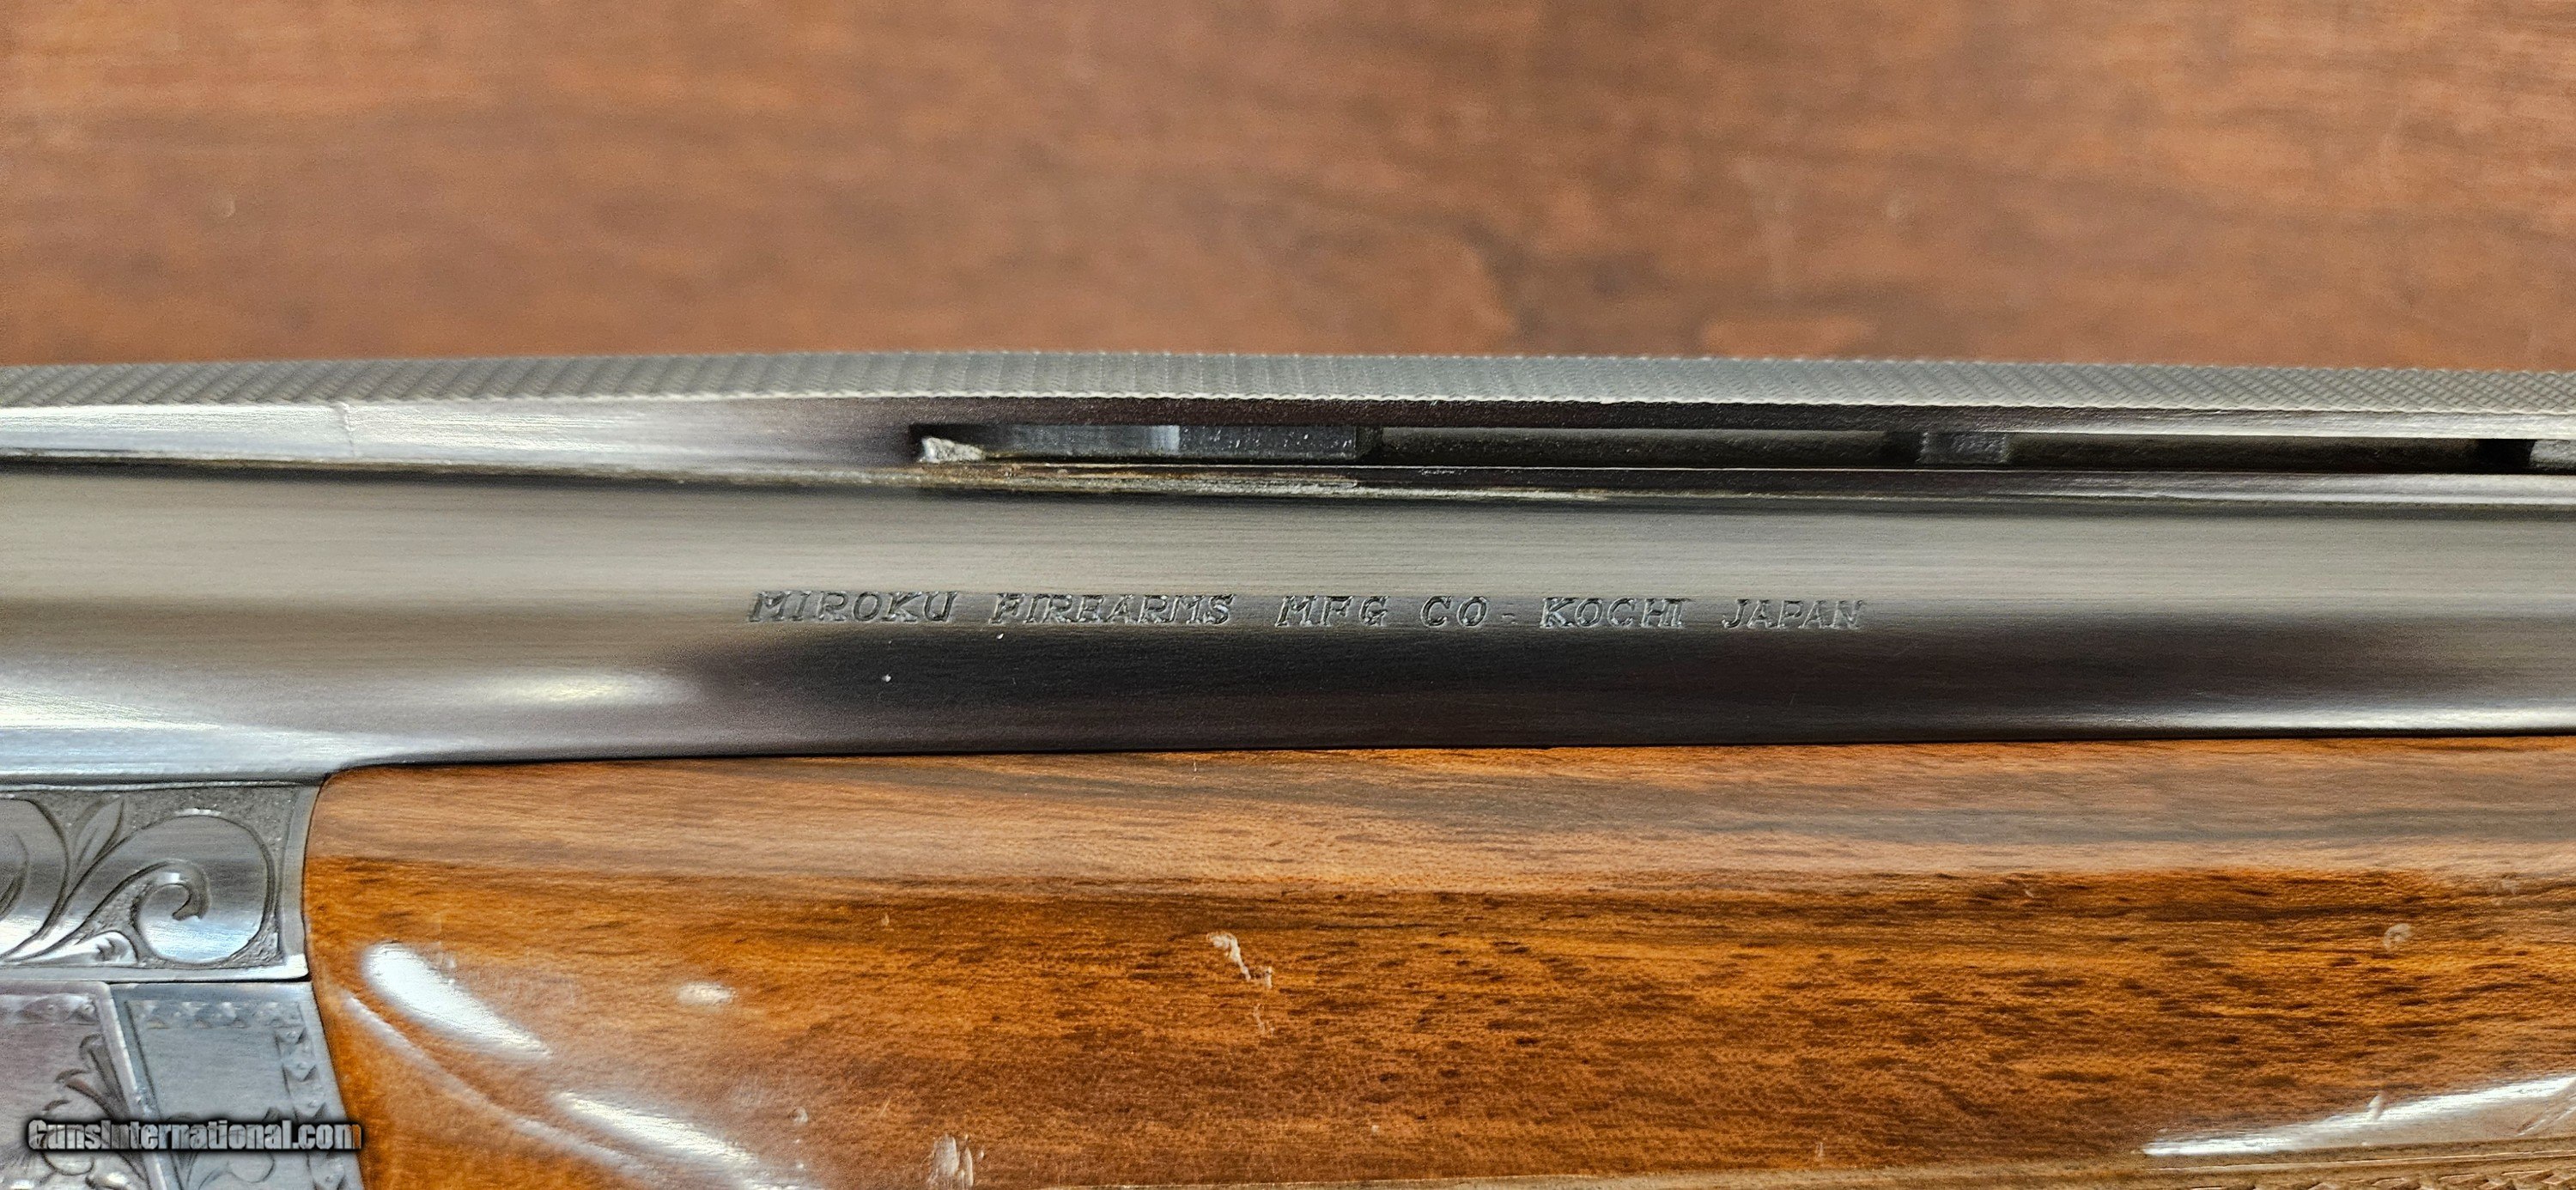 MIROKU FIREARMS MFG CO - KOCHI JAPAN
GunsInternational.com